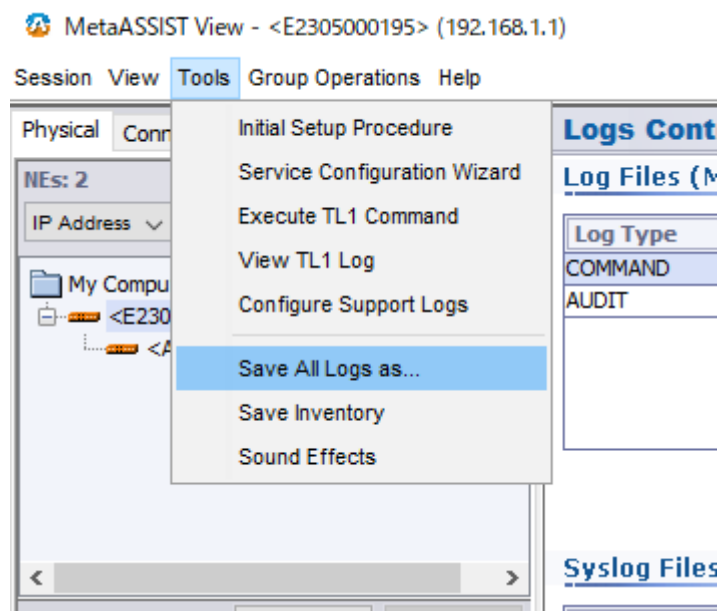 MetaASSIST View - <E2305000195> (192.168.1.1)
Session View Tools Group Operations Help
Physical Conn
NEs: 2
IP Address
My Compu
<E230
<A
Initial Setup Procedure
Service Configuration Wizard
Execute TL1 Command
View TL1 Log
Configure Support Logs
Save All Logs as...
Save Inventory
Sound Effects
Logs Cont
Log Files (M
Log Type
COMMAND
AUDIT
Syslog Files